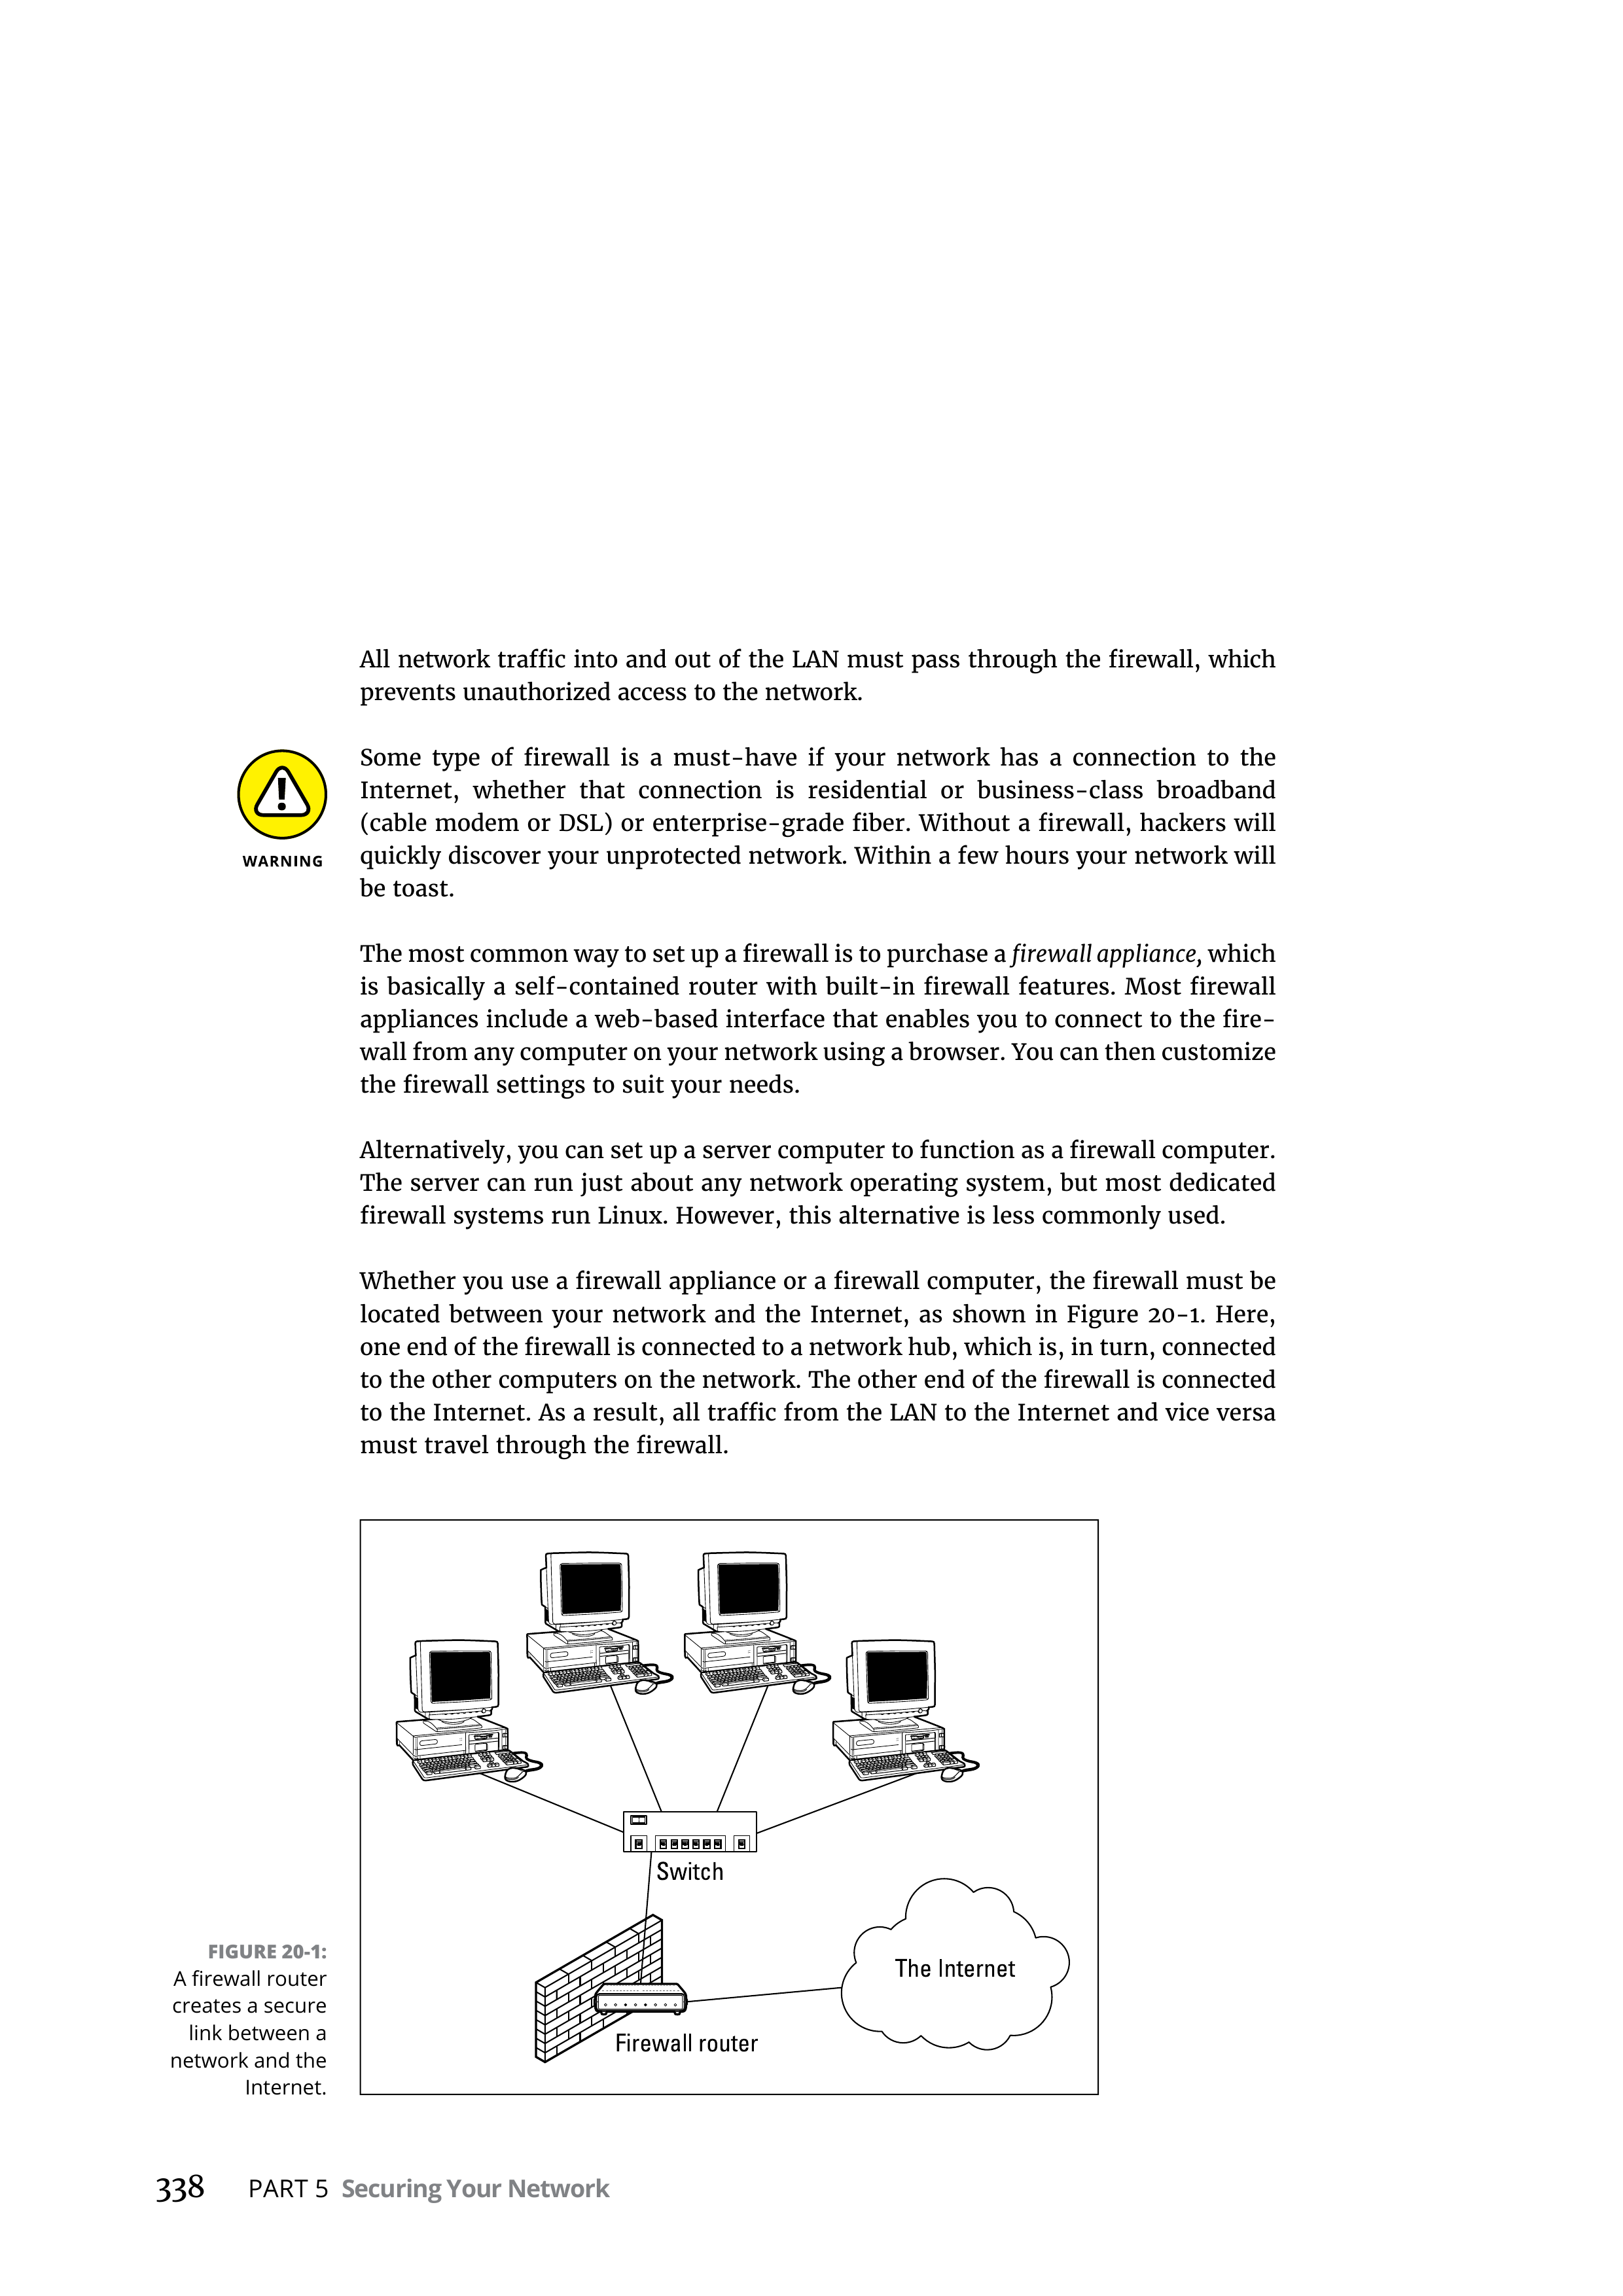 All network traffic into and out of the LAN must pass through the firewall, which
prevents unauthorized access to the network.
WARNING
Some type of firewall is a must-have if your network has a connection to the
Internet, whether that connection is residential or business-class broadband
(cable modem or DSL) or enterprise-grade fiber. Without a firewall, hackers will
quickly discover your unprotected network. Within a few hours your network will
be toast.
The most common way to set up a firewall is to purchase a firewall appliance, which
is basically a self-contained router with built-in firewall features. Most firewall
appliances include a web-based interface that enables you to connect to the fire-
wall from any computer on your network using a browser. You can then customize
the firewall settings to suit your needs.
Alternatively, you can set up a server computer to function as a firewall computer.
The server can run just about any network operating system, but most dedicated
firewall systems run Linux. However, this alternative is less commonly used.
Whether you use a firewall appliance or a firewall computer, the firewall must be
located between your network and the Internet, as shown in Figure 20-1. Here,
one end of the firewall is connected to a network hub, which is, in turn, connected
to the other computers on the network. The other end of the firewall is connected
to the Internet. As a result, all traffic from the LAN to the Internet and vice versa
must travel through the firewall.
Switch
The Internet
Firewall router
FIGURE 20-1:
A firewall router
creates a secure
link between a
network and the
Internet.
338 PART 5 Securing Your Network